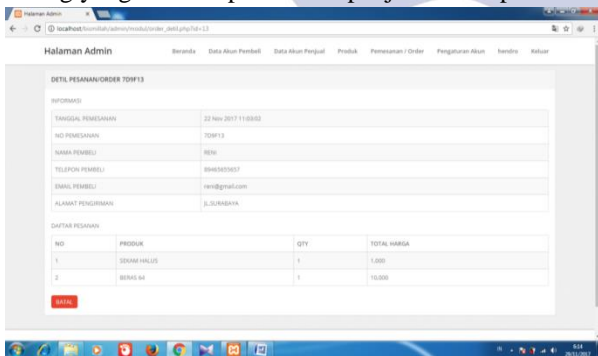 Halaman Admin
localhost/bismillah/admin/modul/order_detil.php?id=13
Halaman Admin
Beranda Data Akun Pembeli Data Akun Penjual Produk Pemesanan / Order Pengaturan Akun hendro Keluar
DETIL PESANAN/ORDER 7D9F13
INFORMASI
TANGGAL PEMESANAN 22 Nov 2017 11:03:02
NO PEMESANAN 7D9F13
NAMA PEMBELI RENI
TELEPON PEMBELI
EMAIL PEMBELI reni@gmail.com
ALAMAT PENGIRIMAN JL.SURABAYA
DAFTAR PESANAN
NO PRODUK QTY TOTAL HARGA
1 SEKAM HALUS 1 1,000
2 BERAS 64 1 10,000
BATAL
IN